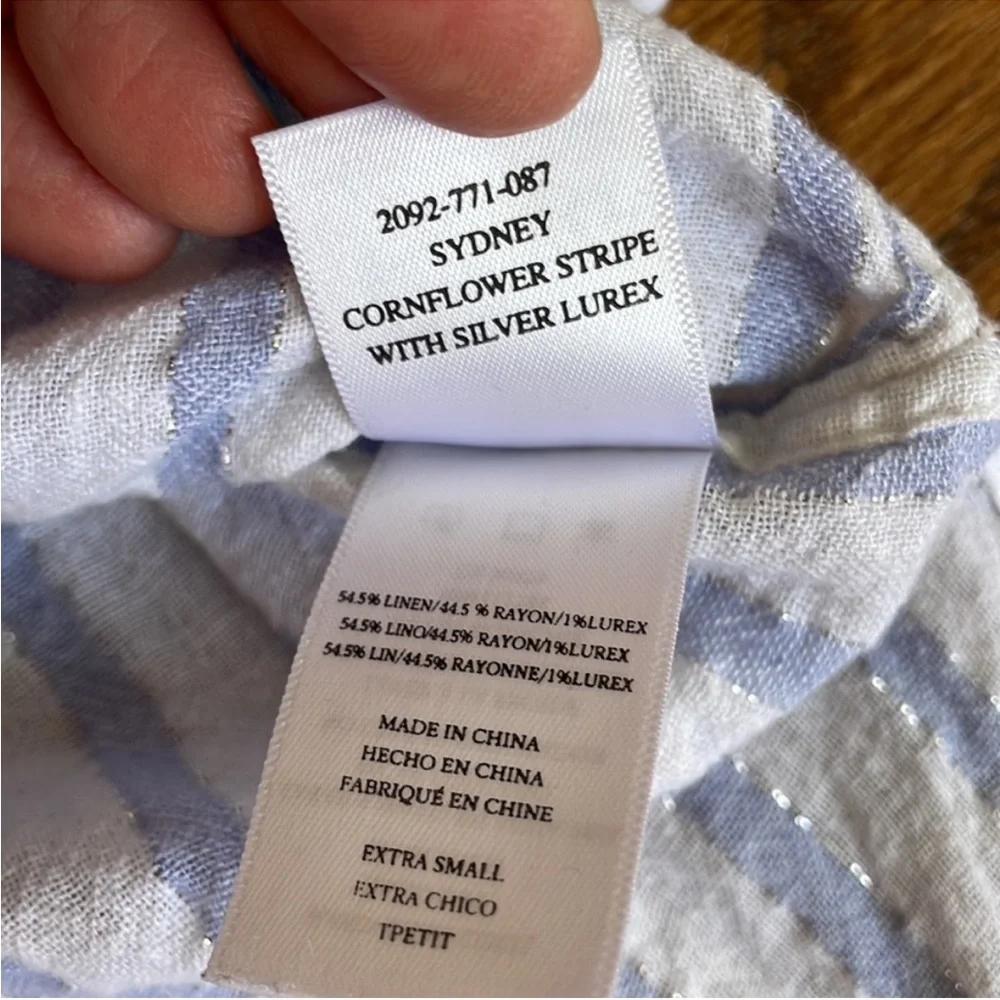 2092-771-087
SYDNEY
CORNFLOWER STRIPE
WITH SILVER LUREX
54.5% LINEN/44.5 % RAYON/1%LUREX
54.5% LINO/44.5% RAYON/1%LUREX
54.5% LIN/44.5% RAYONNE/1%LUREX
MADE IN CHINA
HECHO EN CHINA
FABRIQUÉ EN CHINE
EXTRA SMALL
EXTRA CHICO
TPETIT